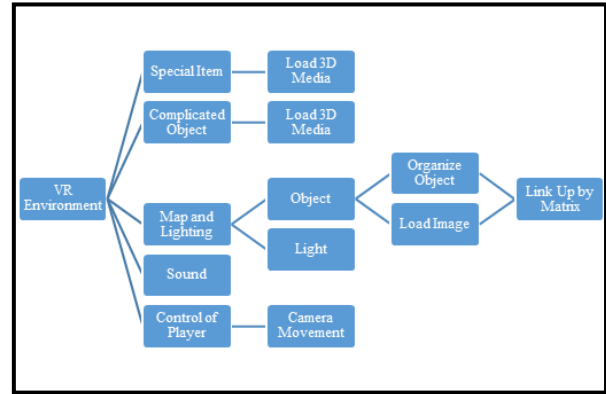 Special Item
Load 3D
Media
Complicated
Object
Load 3D
Media
VR
Environment
Map and
Lighting
Object
Organize
Object
Load Image
Link Up by
Matrix
Light
Sound
Control of
Player
Camera
Movement